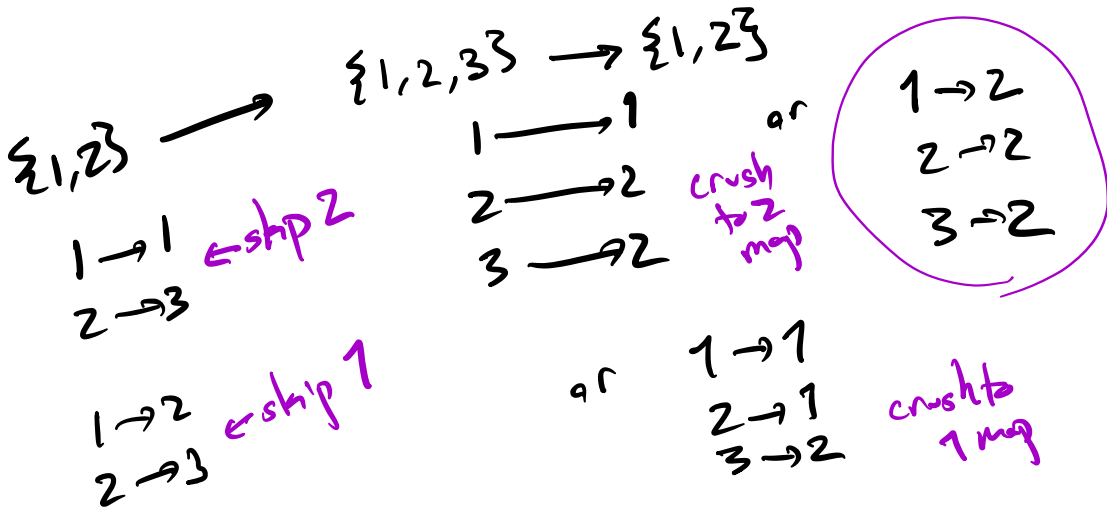 {1,2} → {1,2,3} → {1,2}
1 → 1
2 → 2
3 → 2
crush
to 2
map
or
1 → 2
2 → 2
3 → 2
1 → 1
2 → 3
← skip 2
1 → 2
2 → 3
← skip 1
or
1 → 1
2 → 1
3 → 2
crush to
1 map